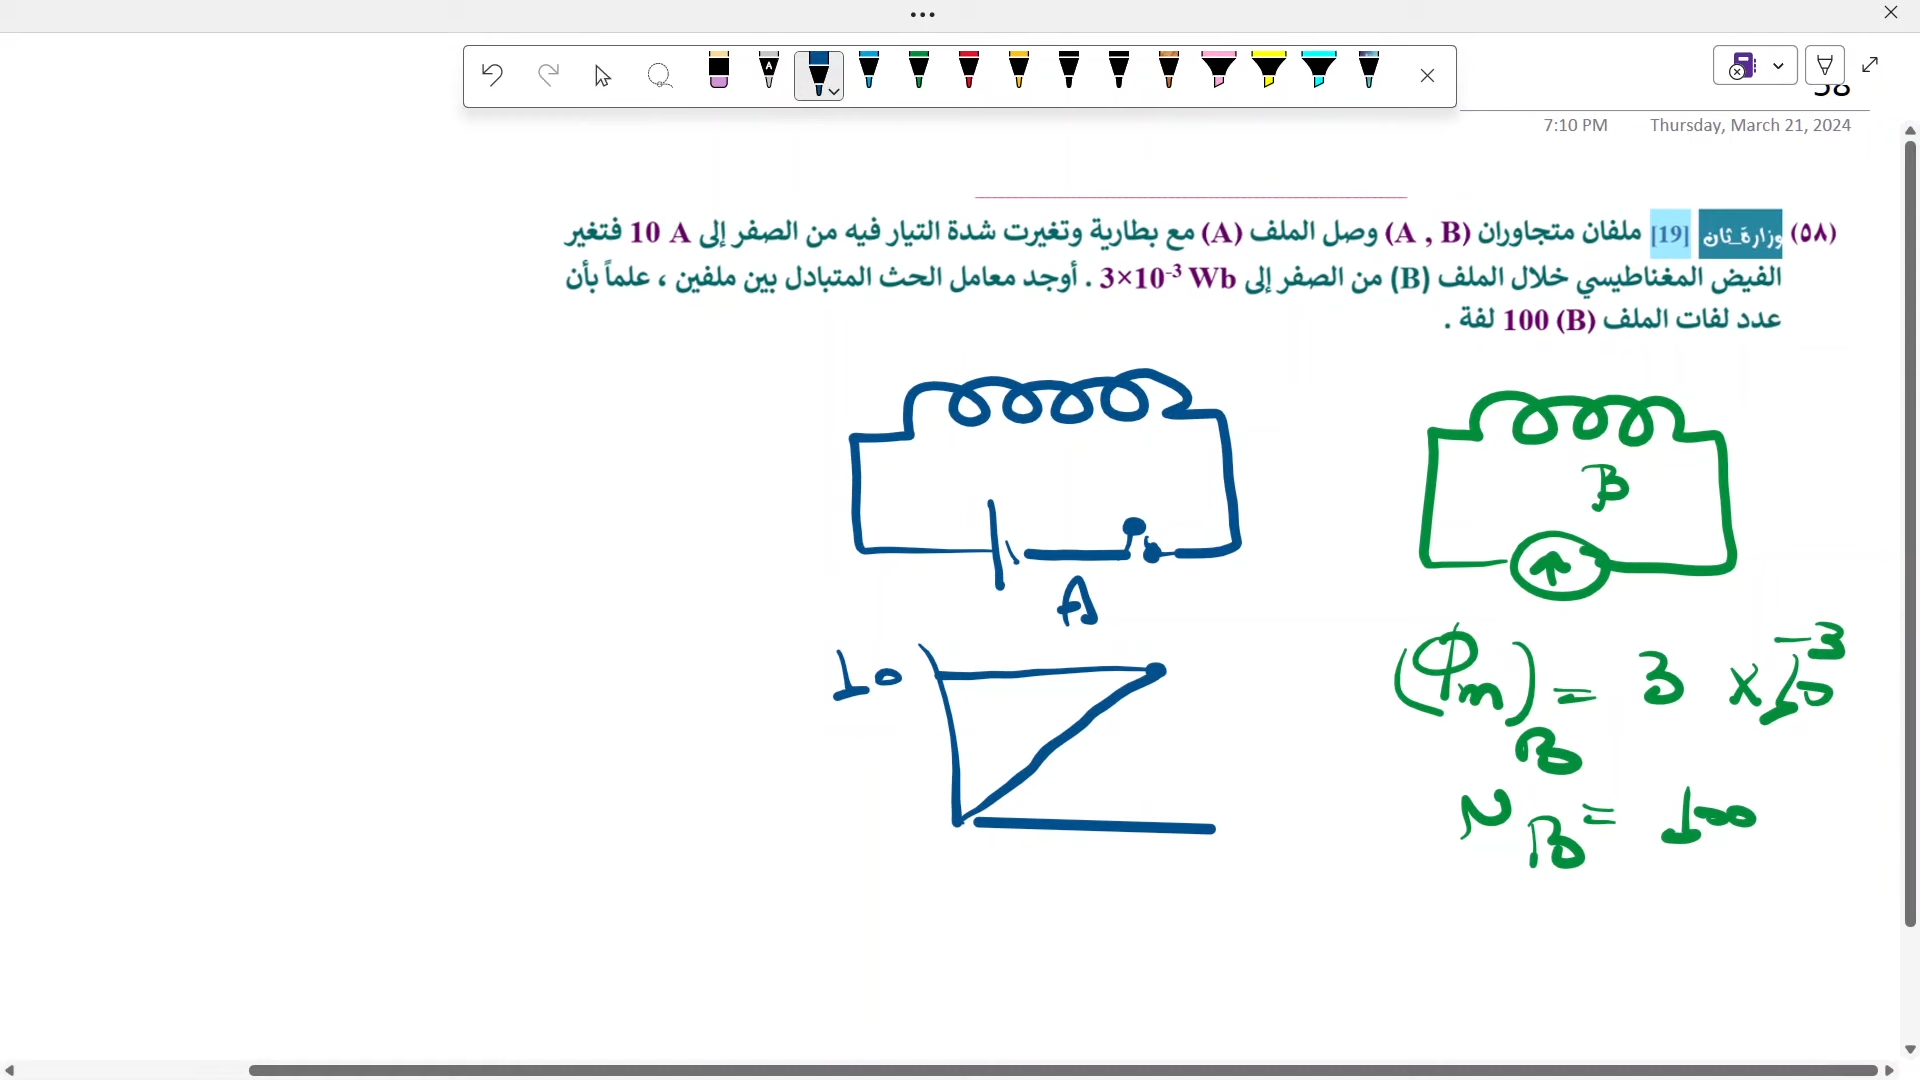 58
7:10 PM Thursday, March 21, 2024
(٥٨) وزارة_ثان [19] ملفان متجاوران (A , B) وصل الملف (A) مع بطارية وتغيرت شدة التيار فيه من الصفر إلى 10 A فتغير
الفيض المغناطيسي خلال الملف (B) من الصفر إلى 3×10⁻³ Wb . أوجد معامل الحث المتبادل بين ملفين ، علماً بأن
عدد لفات الملف (B) 100 لفة .
B
A
10
(φm)B = 3 × 10⁻³
NB = 100